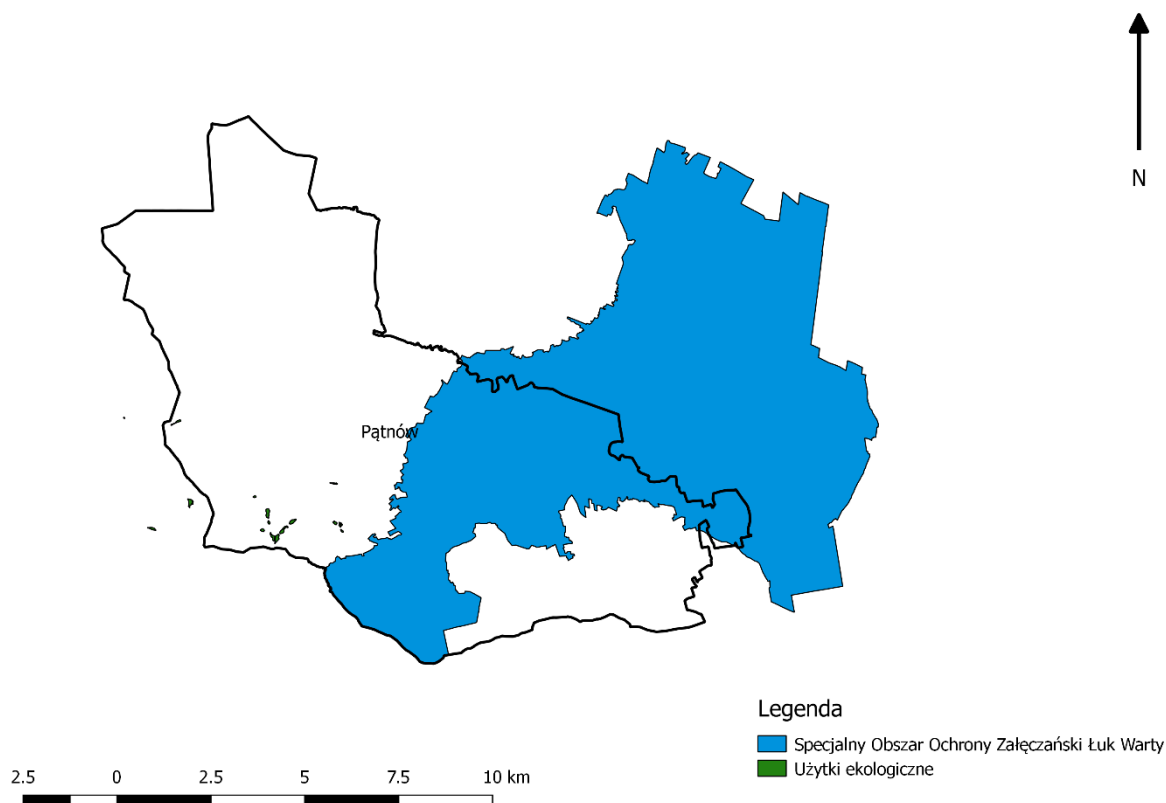 N
Pątnów
Legenda
Specjalny Obszar Ochrony Załęczański Łuk Warty
Użytki ekologiczne
2.5 0 2.5 5 7.5 10 km